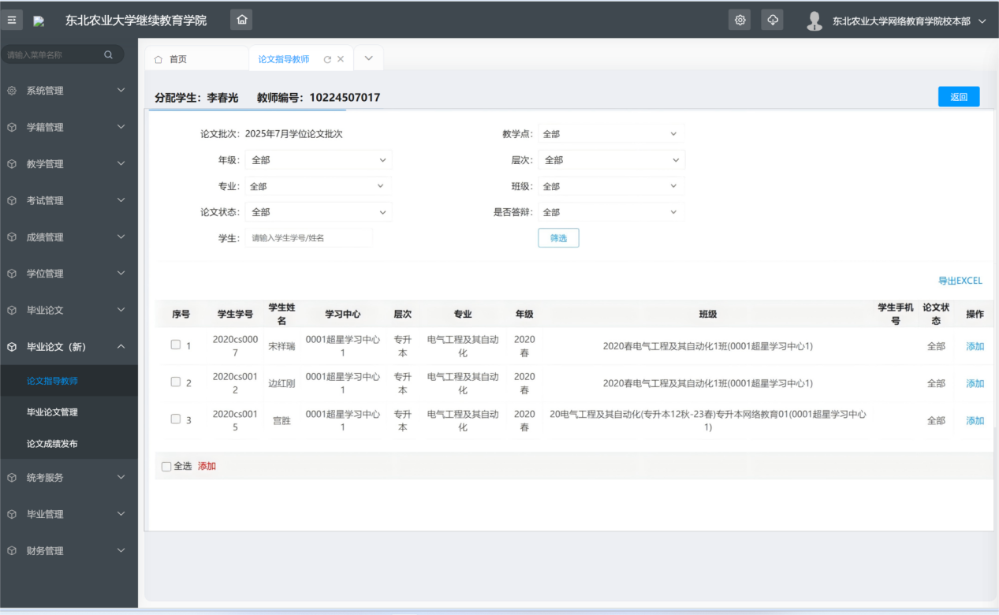 东北农业大学继续教育学院
东北农业大学网络教育学院校本部
请输入菜单名称
系统管理
学籍管理
教学管理
考试管理
成绩管理
学位管理
毕业论文
毕业论文（新）
论文指导教师
毕业论文管理
论文成绩发布
统考服务
毕业管理
财务管理
首页 论文指导教师
分配学生：李春光 教师编号：10224507017 返回
论文批次：2025年7月学位论文批次 教学点：全部
年级：全部 层次：全部
专业：全部 班级：全部
论文状态：全部 是否答辩：全部
学生：请输入学生学号/姓名 筛选
导出EXCEL
序号 学生学号 学生姓名 学习中心 层次 专业 年级 班级 学生手机号 论文状态 操作
1 2020cs0007 宋祥瑞 0001超星学习中心1 专升本 电气工程及其自动化 2020春 2020春电气工程及其自动化1班(0001超星学习中心1) 全部 添加
2 2020cs0012 边红刚 0001超星学习中心1 专升本 电气工程及其自动化 2020春 2020春电气工程及其自动化1班(0001超星学习中心1) 全部 添加
3 2020cs0015 宫胜 0001超星学习中心1 专升本 电气工程及其自动化 2020春 20电气工程及其自动化(专升本12秋-23春)专升本网络教育01(0001超星学习中心1) 全部 添加
全选 添加